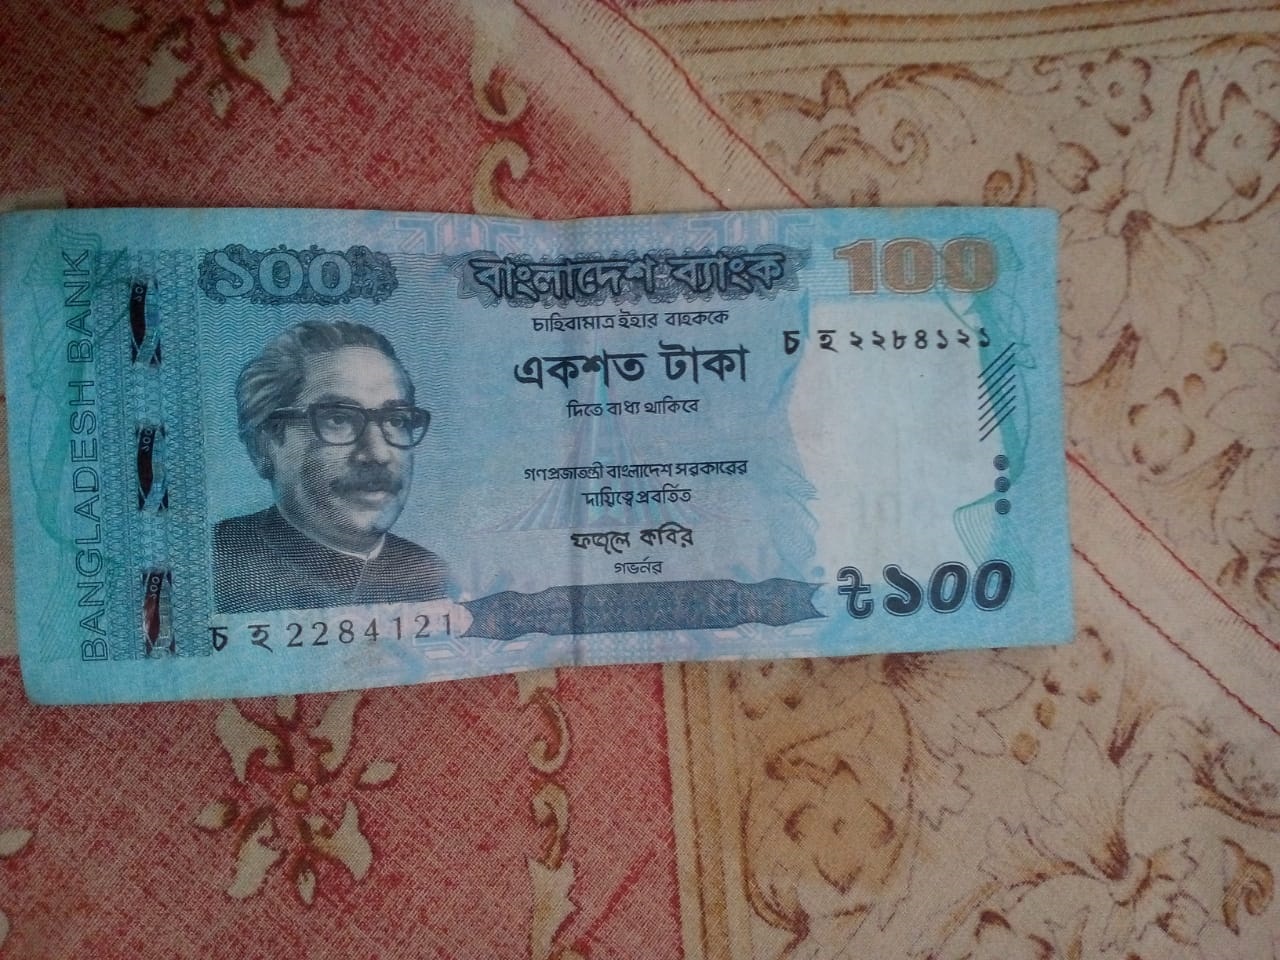 BANGLADESH BANK
১০০
বাংলাদেশ ব্যাংক
100
চাহিবামাত্র ইহার বাহককে
চ হ ২২৮৪১২১
একশত টাকা
দিতে বাধ্য থাকিবে
গণপ্রজাতন্ত্রী বাংলাদেশ সরকারের
দায়িত্বে প্রবর্তিত
ফজলে কবির
গভর্নর
৳১০০
চ হ 2284121